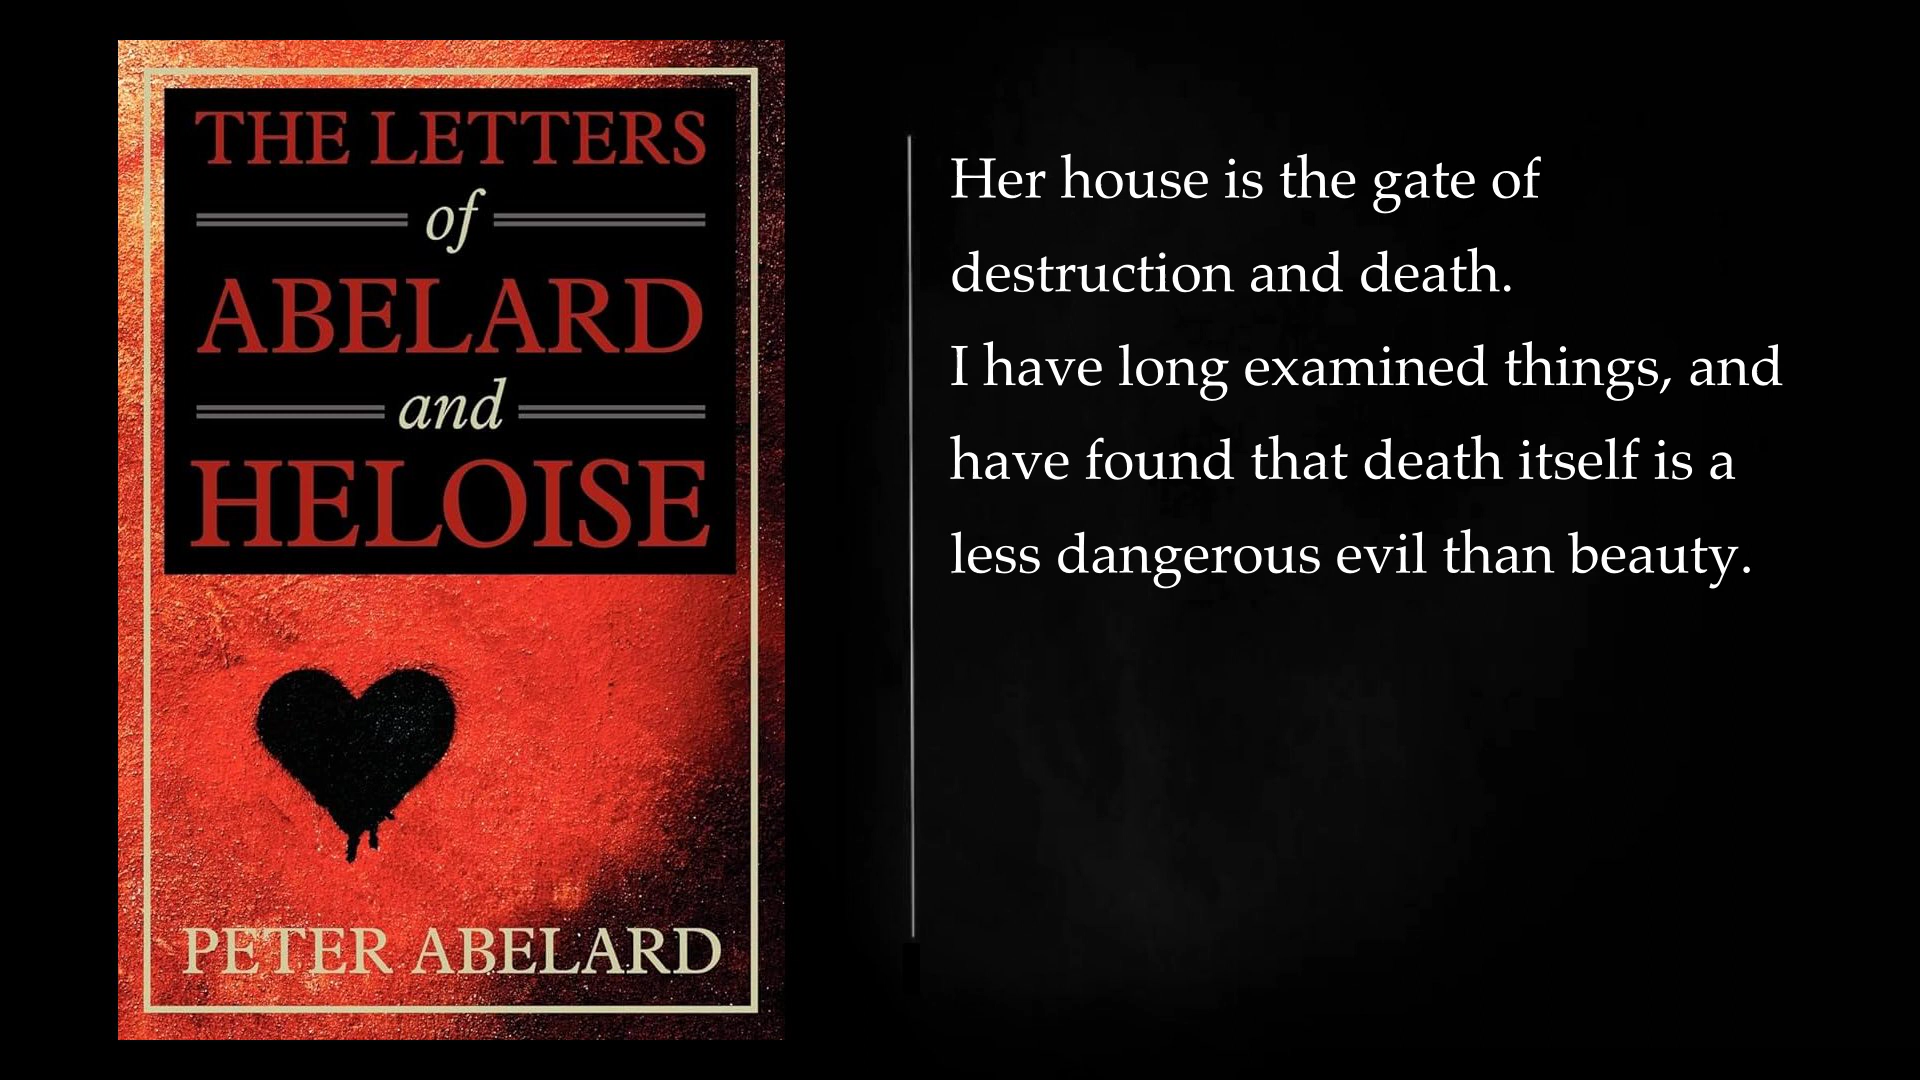 THE LETTERS
of
ABELARD
and
HELOISE
PETER ABELARD
Her house is the gate of
destruction and death.
I have long examined things, and
have found that death itself is a
less dangerous evil than beauty.